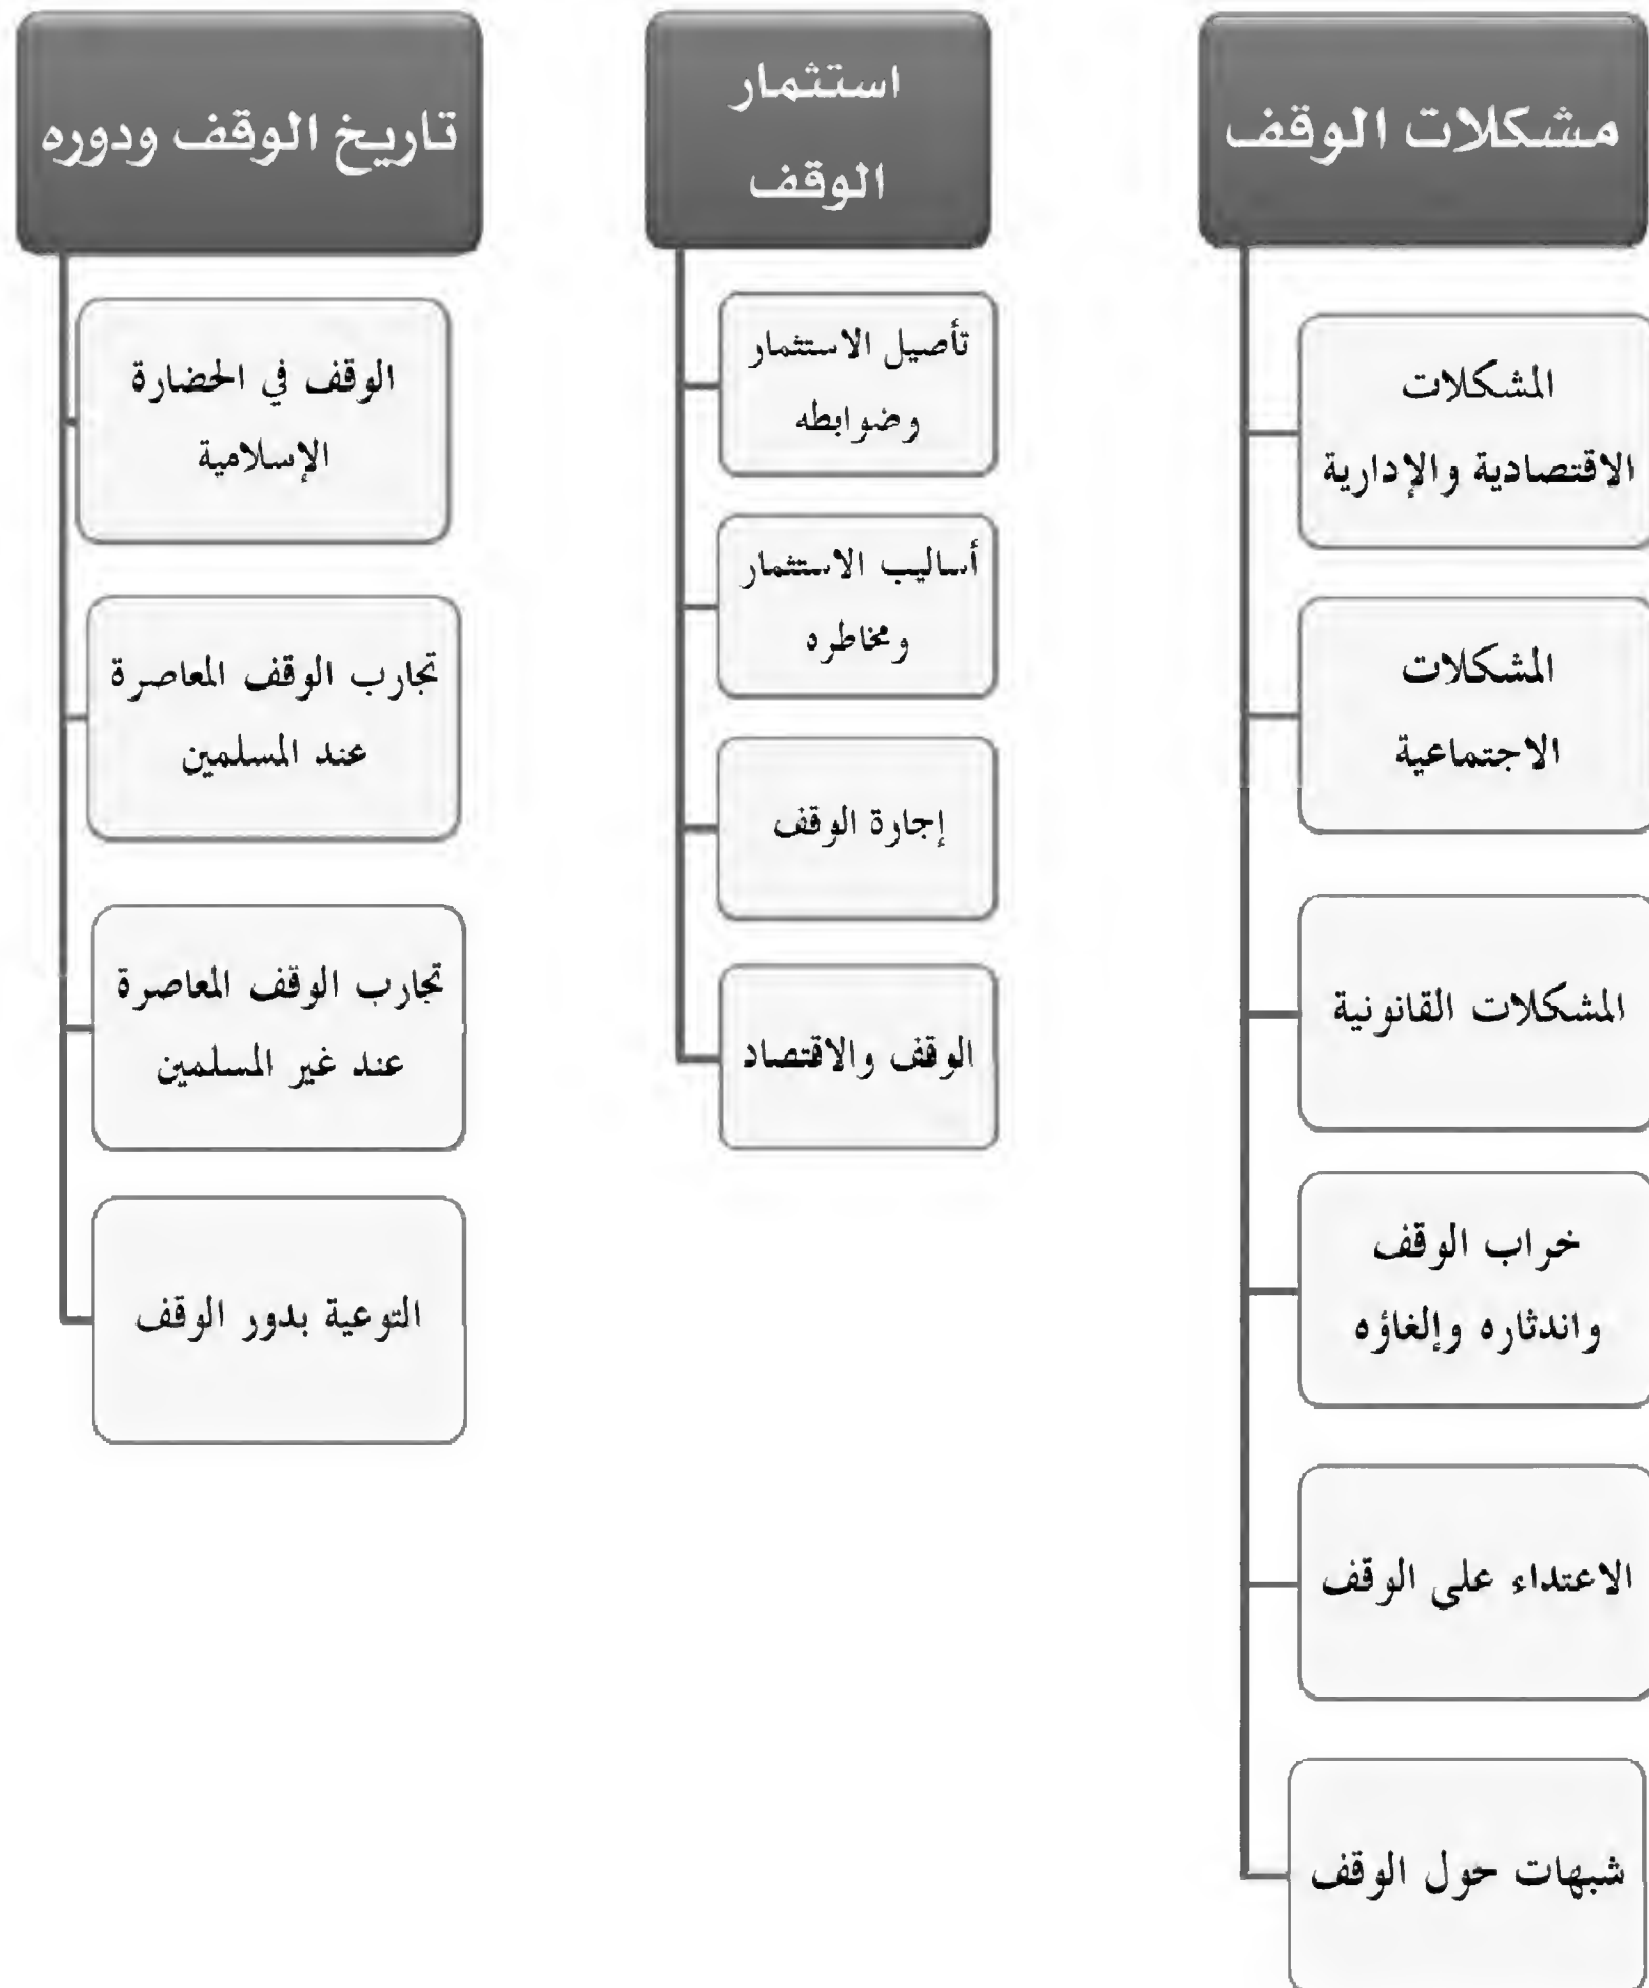 مشكلات الوقف
المشكلات
الاقتصادية والإدارية
المشكلات
الاجتماعية
المشكلات القانونية
خراب الوقف
واندثاره وإلغاؤه
الاعتداء على الوقف
شبهات حول الوقف
استثمار
الوقف
تأصيل الاستثمار
وضوابطه
أساليب الاستثمار
ومخاطره
إجارة الوقف
الوقف والاقتصاد
تاريخ الوقف ودوره
الوقف في الحضارة
الإسلامية
تجارب الوقف المعاصرة
عند المسلمين
تجارب الوقف المعاصرة
عند غير المسلمين
التوعية بدور الوقف